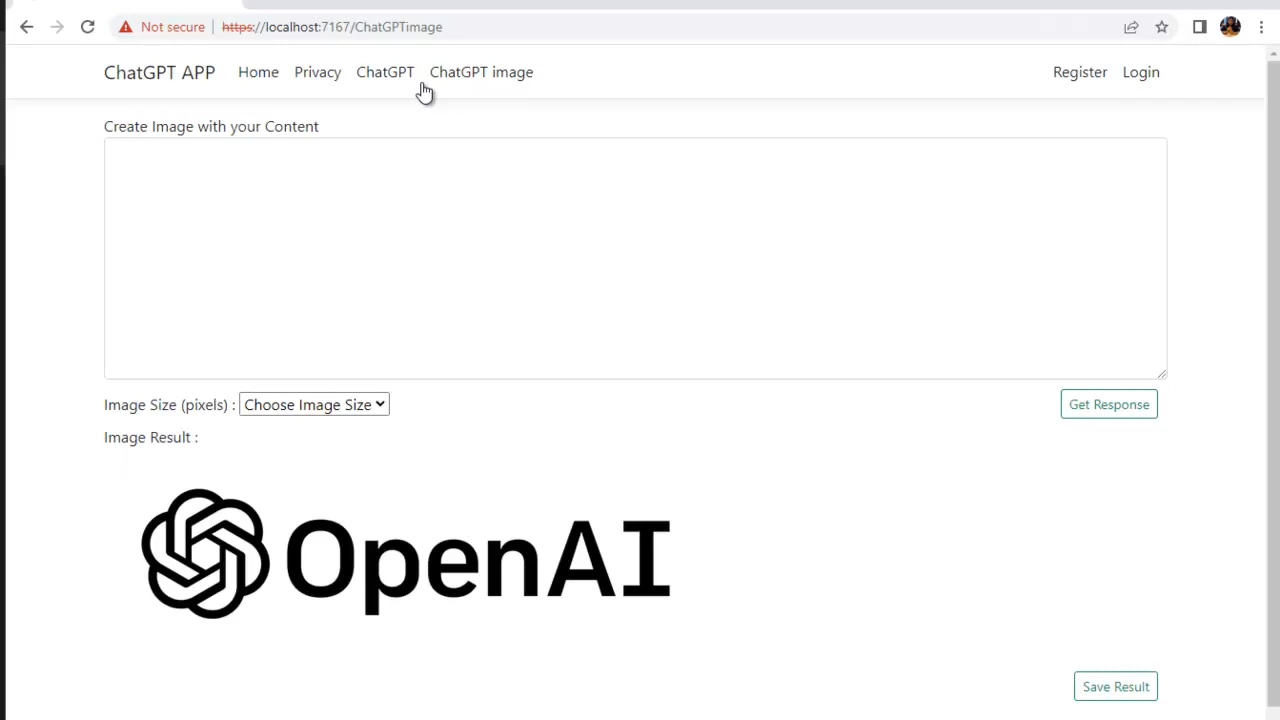 Not secure | https://localhost:7167/ChatGPTimage
ChatGPT APP Home Privacy ChatGPT ChatGPT image Register Login
Create Image with your Content
Image Size (pixels) : Choose Image Size Get Response
Image Result :
OpenAI
Save Result